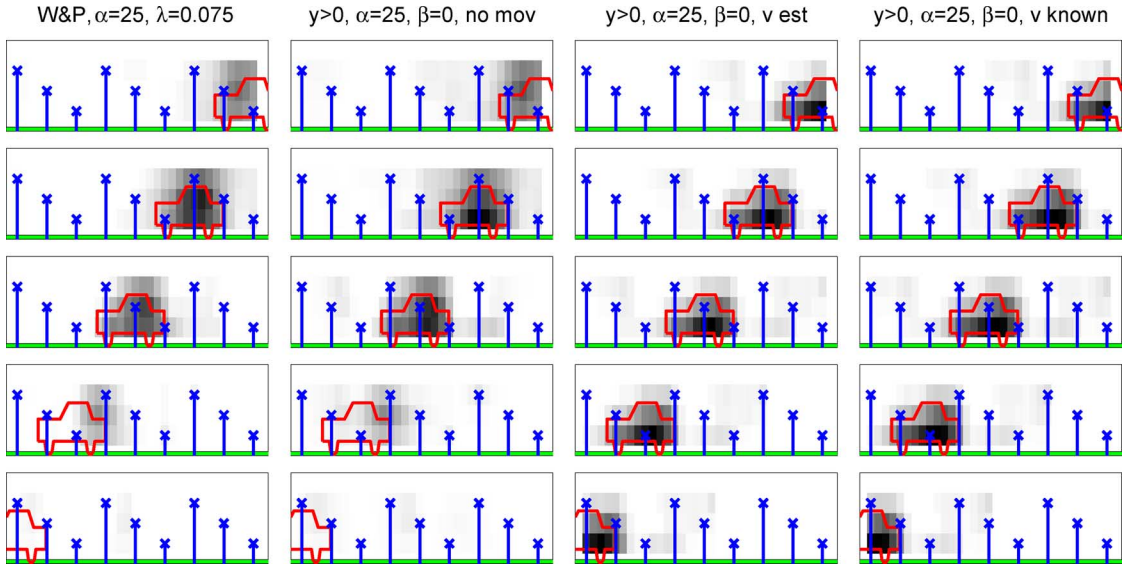 W&P, α=25, λ=0.075
y>0, α=25, β=0, no mov
y>0, α=25, β=0, v est
y>0, α=25, β=0, v known